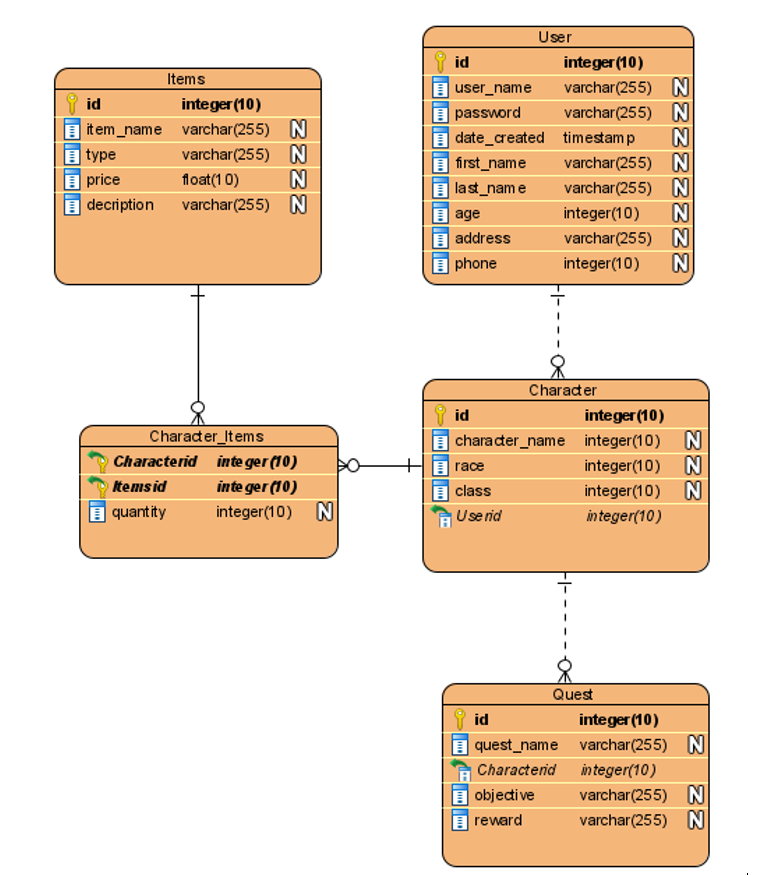 Items
id integer(10)
item_name varchar(255) N
type varchar(255) N
price float(10) N
decription varchar(255) N
User
id integer(10)
user_name varchar(255) N
password varchar(255) N
date_created timestamp N
first_name varchar(255) N
last_name varchar(255) N
age integer(10) N
address varchar(255) N
phone integer(10) N
Character_Items
Characterid integer(10)
Itemsid integer(10)
quantity integer(10) N
Character
id integer(10)
character_name integer(10) N
race integer(10) N
class integer(10) N
Userid integer(10)
Quest
id integer(10)
quest_name varchar(255) N
Characterid integer(10)
objective varchar(255) N
reward varchar(255) N